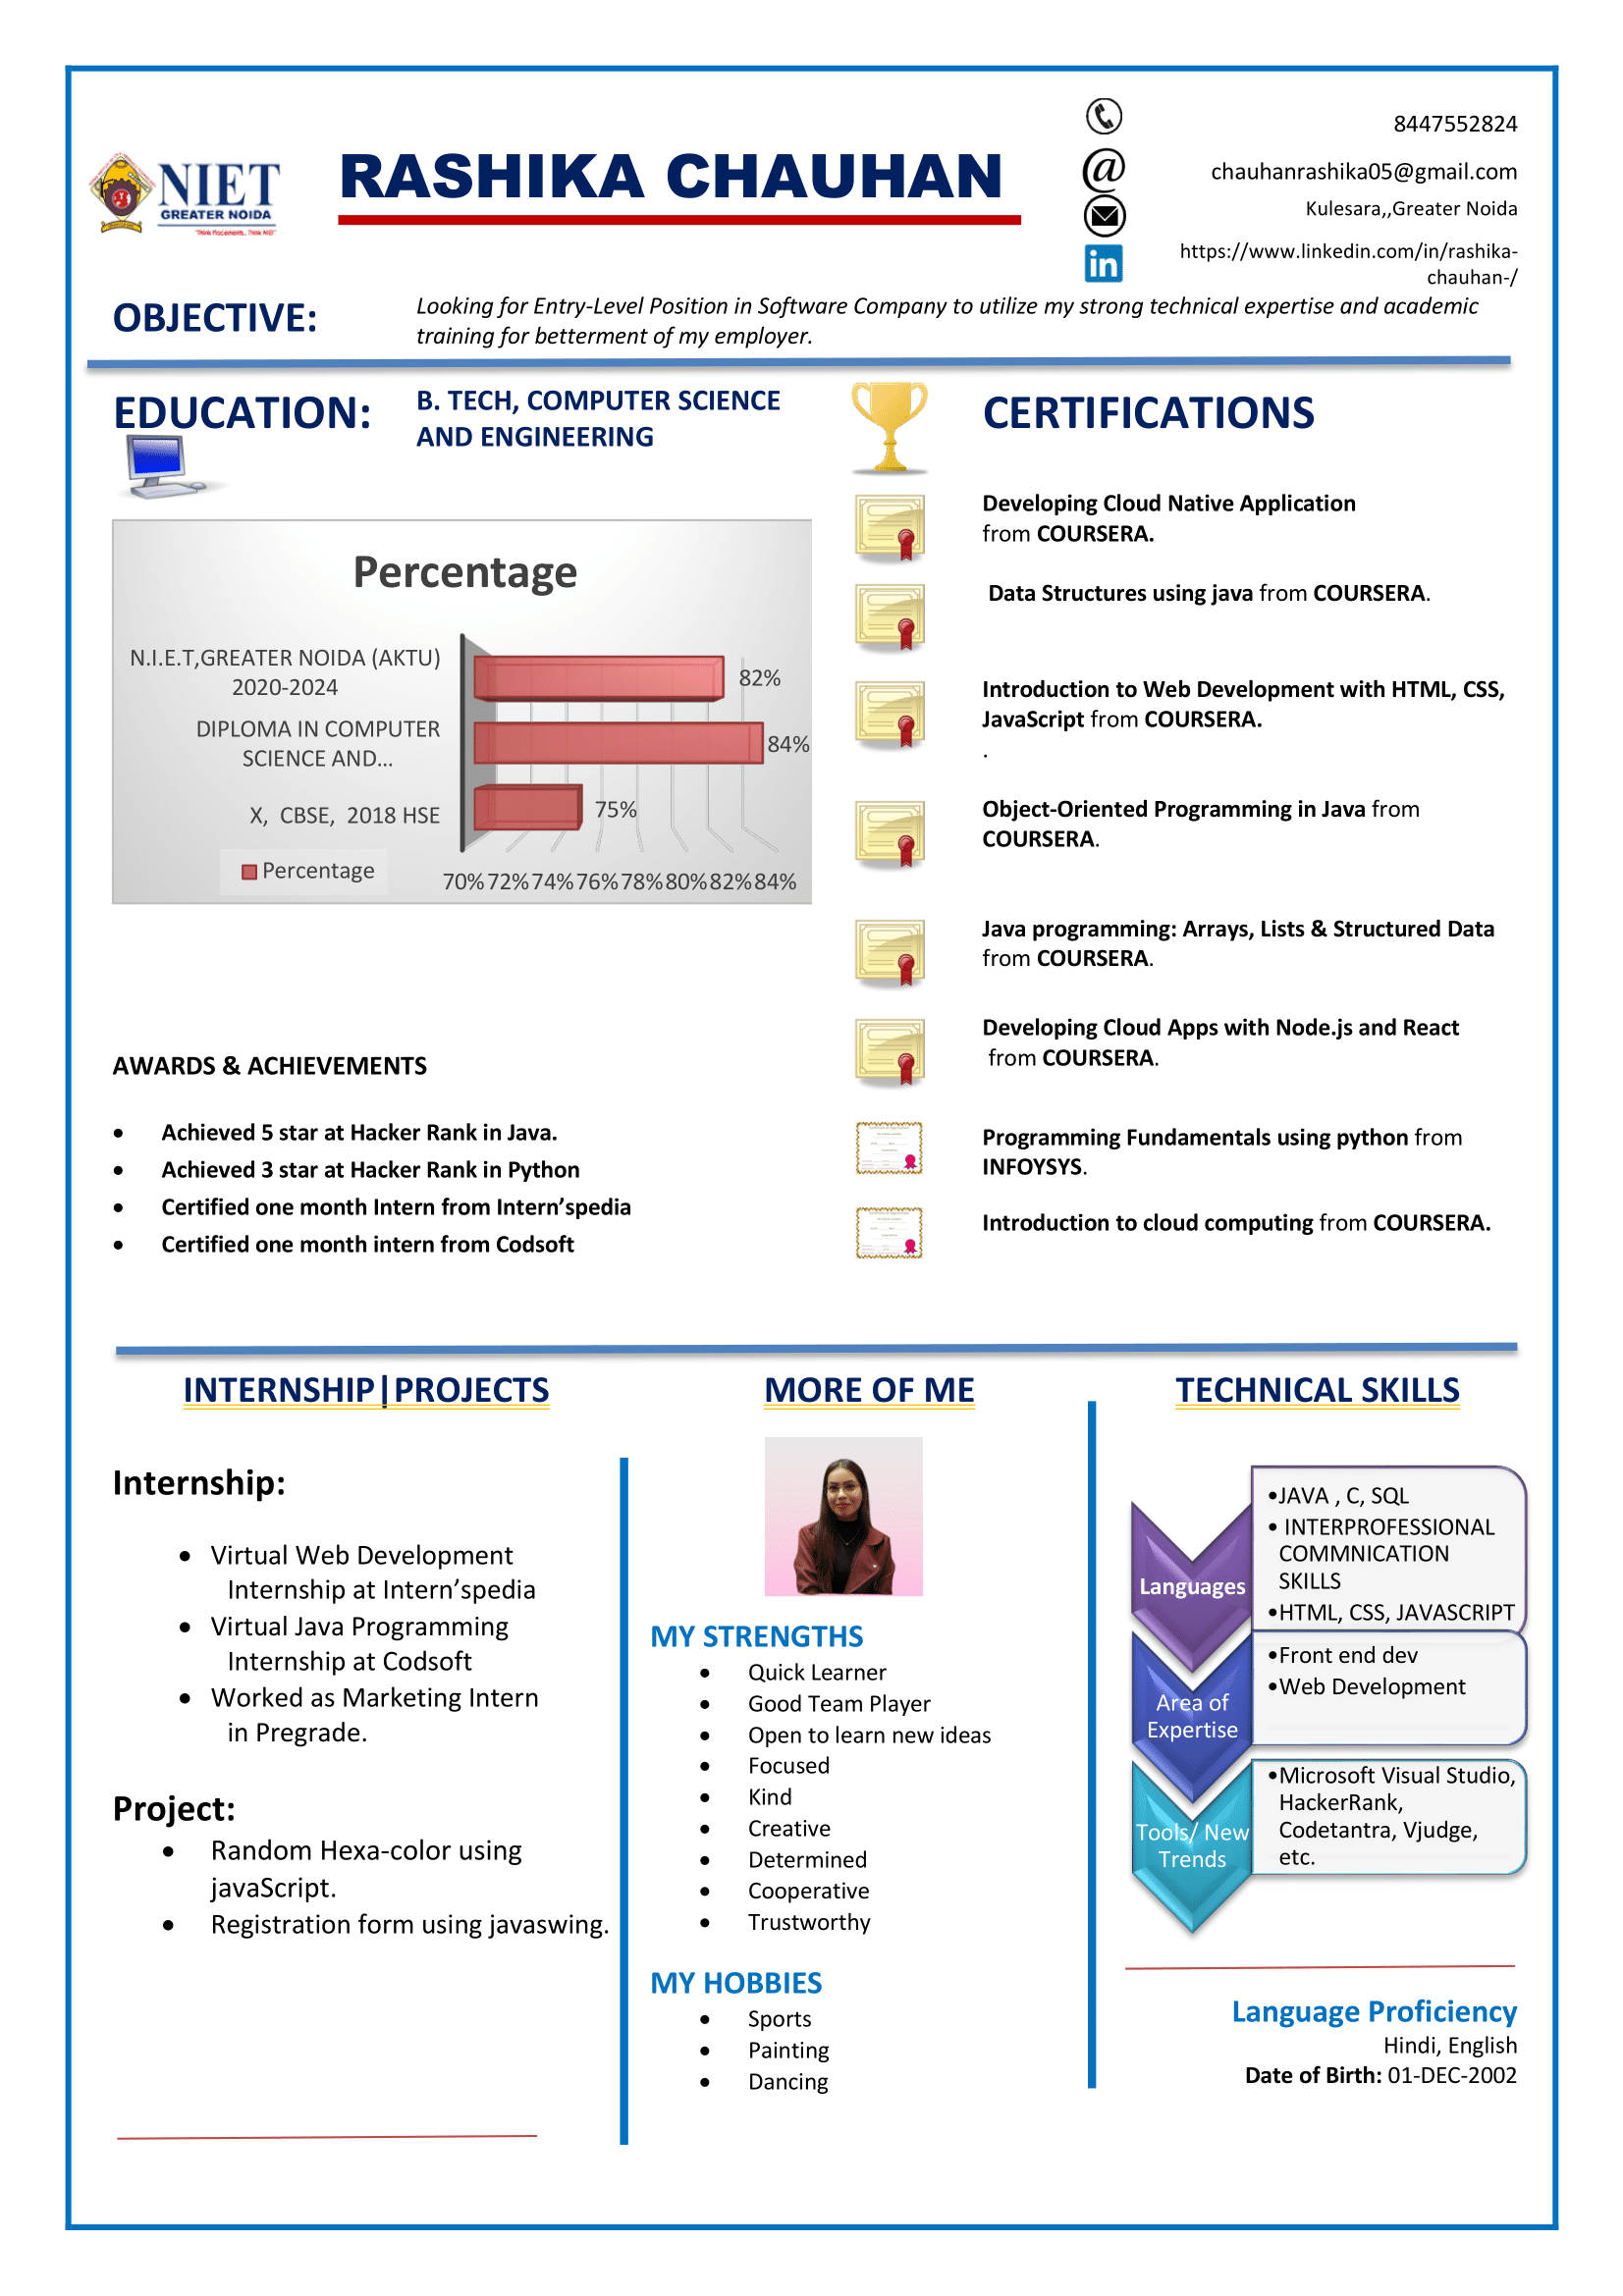 8447552824
NIET
GREATER NOIDA
"Think Placements.. Think NIET"
RASHIKA CHAUHAN
chauhanrashika05@gmail.com
Kulesara,,Greater Noida
in
https://www.linkedin.com/in/rashika-
chauhan-/
OBJECTIVE:
Looking for Entry-Level Position in Software Company to utilize my strong technical expertise and academic
training for betterment of my employer.
EDUCATION:
B. TECH, COMPUTER SCIENCE
AND ENGINEERING
Percentage
N.I.E.T,GREATER NOIDA (AKTU)
2020-2024
82%
DIPLOMA IN COMPUTER
SCIENCE AND...
84%
X, CBSE, 2018 HSE
75%
Percentage
70% 72% 74% 76% 78% 80% 82% 84%
AWARDS & ACHIEVEMENTS
• Achieved 5 star at Hacker Rank in Java.
• Achieved 3 star at Hacker Rank in Python
• Certified one month Intern from Intern’spedia
• Certified one month intern from Codsoft
CERTIFICATIONS
Developing Cloud Native Application
from COURSERA.
Data Structures using java from COURSERA.
Introduction to Web Development with HTML, CSS,
JavaScript from COURSERA.
.
Object-Oriented Programming in Java from
COURSERA.
Java programming: Arrays, Lists & Structured Data
from COURSERA.
Developing Cloud Apps with Node.js and React
from COURSERA.
Programming Fundamentals using python from
INFOYSYS.
Introduction to cloud computing from COURSERA.
INTERNSHIP|PROJECTS
Internship:
• Virtual Web Development
Internship at Intern’spedia
• Virtual Java Programming
Internship at Codsoft
• Worked as Marketing Intern
in Pregrade.
Project:
• Random Hexa-color using
javaScript.
• Registration form using javaswing.
MORE OF ME
MY STRENGTHS
• Quick Learner
• Good Team Player
• Open to learn new ideas
• Focused
• Kind
• Creative
• Determined
• Cooperative
• Trustworthy
MY HOBBIES
• Sports
• Painting
• Dancing
TECHNICAL SKILLS
Languages
•JAVA , C, SQL
• INTERPROFESSIONAL
COMMNICATION
SKILLS
•HTML, CSS, JAVASCRIPT
Area of
Expertise
•Front end dev
•Web Development
Tools/ New
Trends
•Microsoft Visual Studio,
HackerRank,
Codetantra, Vjudge,
etc.
Language Proficiency
Hindi, English
Date of Birth: 01-DEC-2002